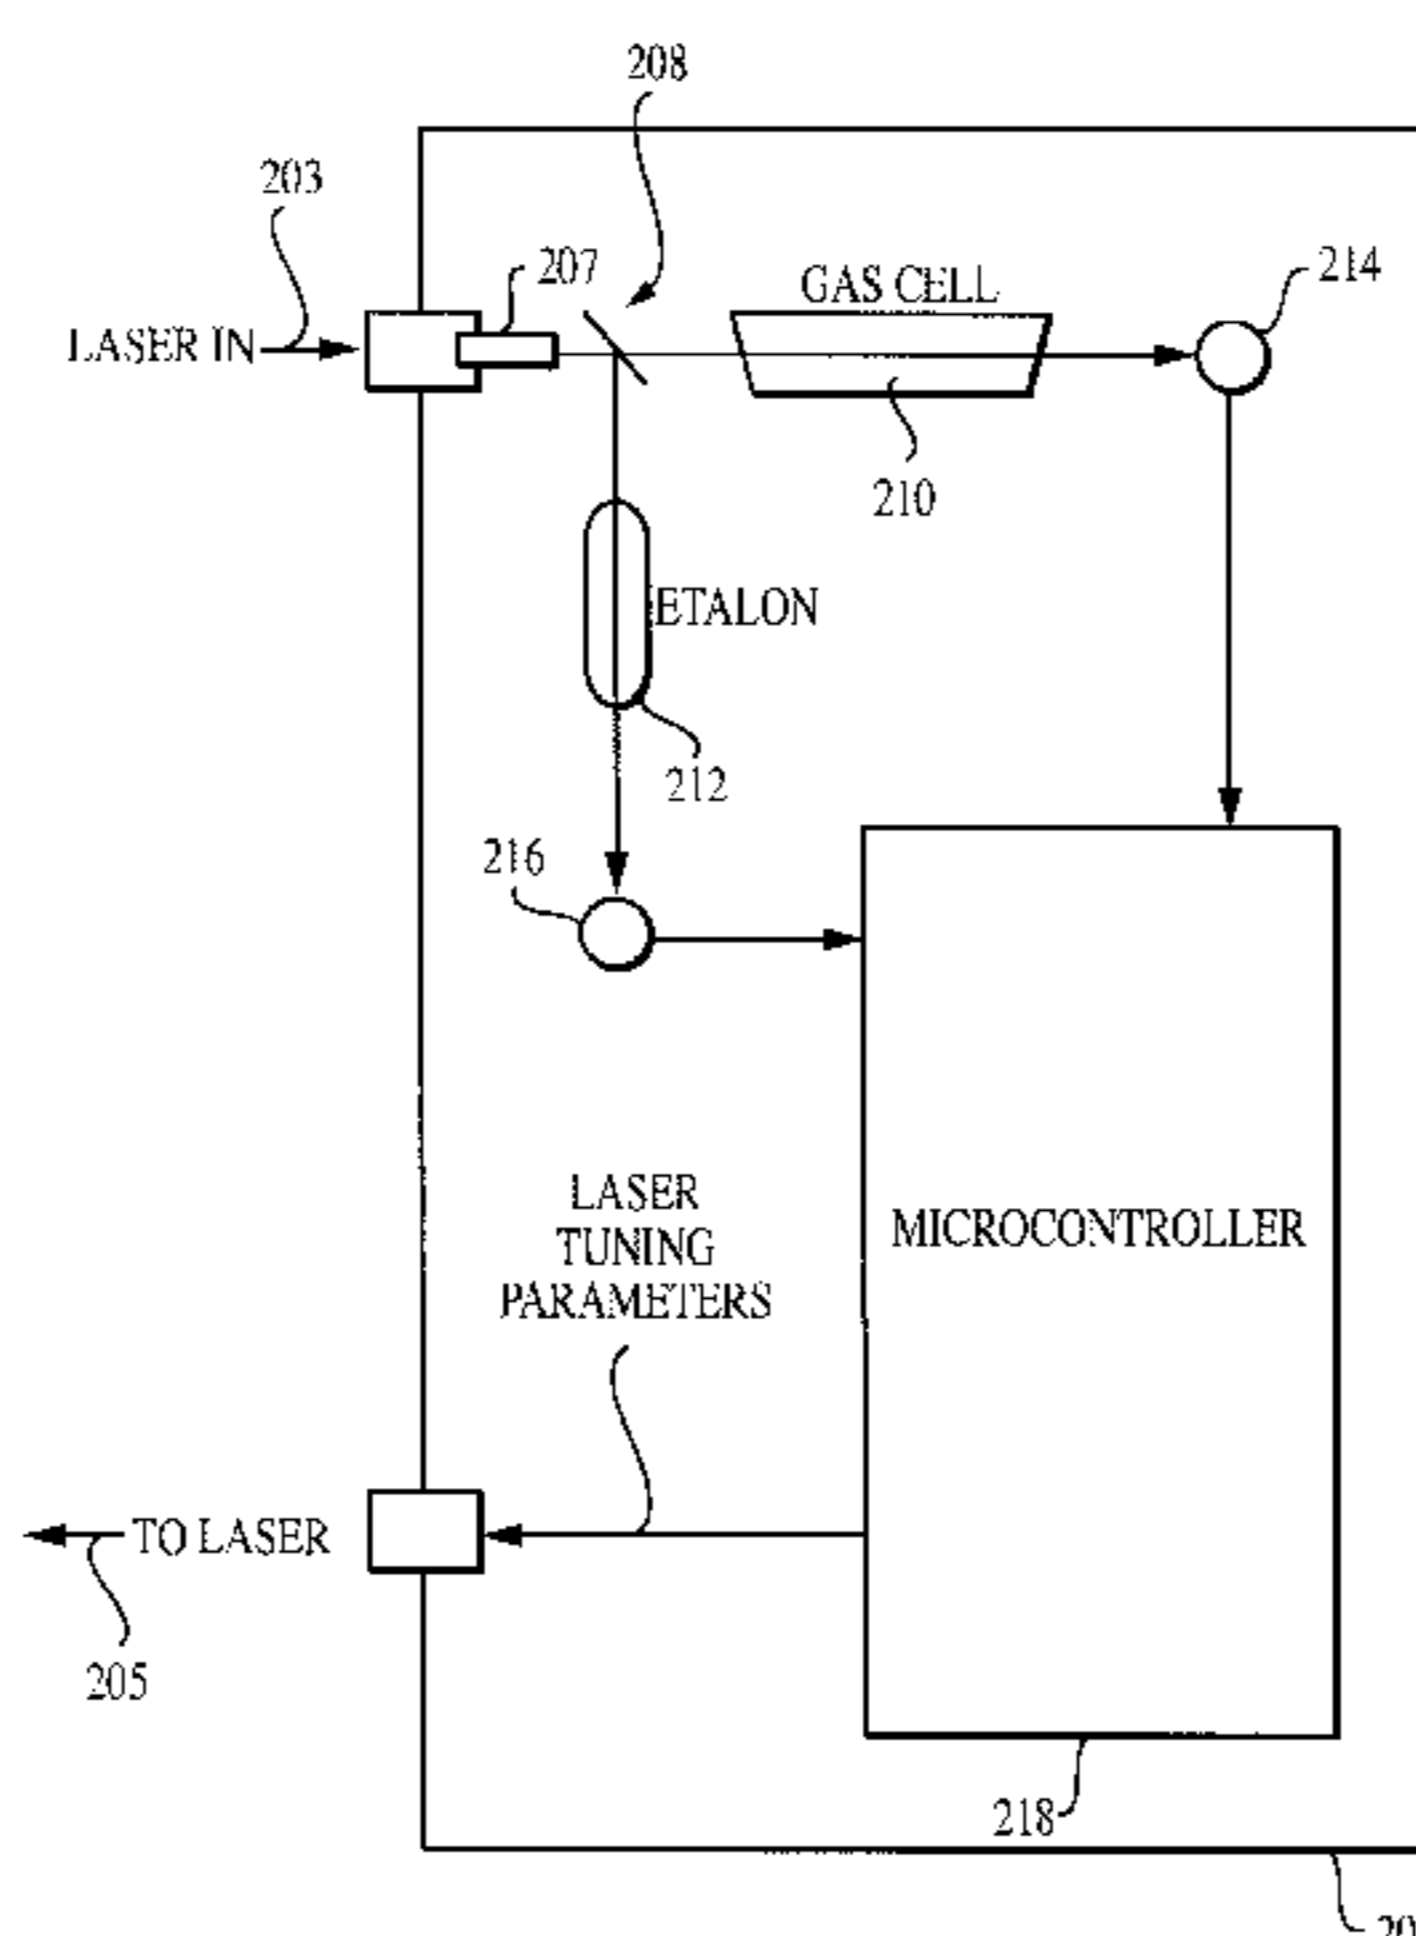 208
203
207
GAS CELL
214
LASER IN
210
ETALON
212
216
LASER
TUNING
PARAMETERS
MICROCONTROLLER
TO LASER
205
218